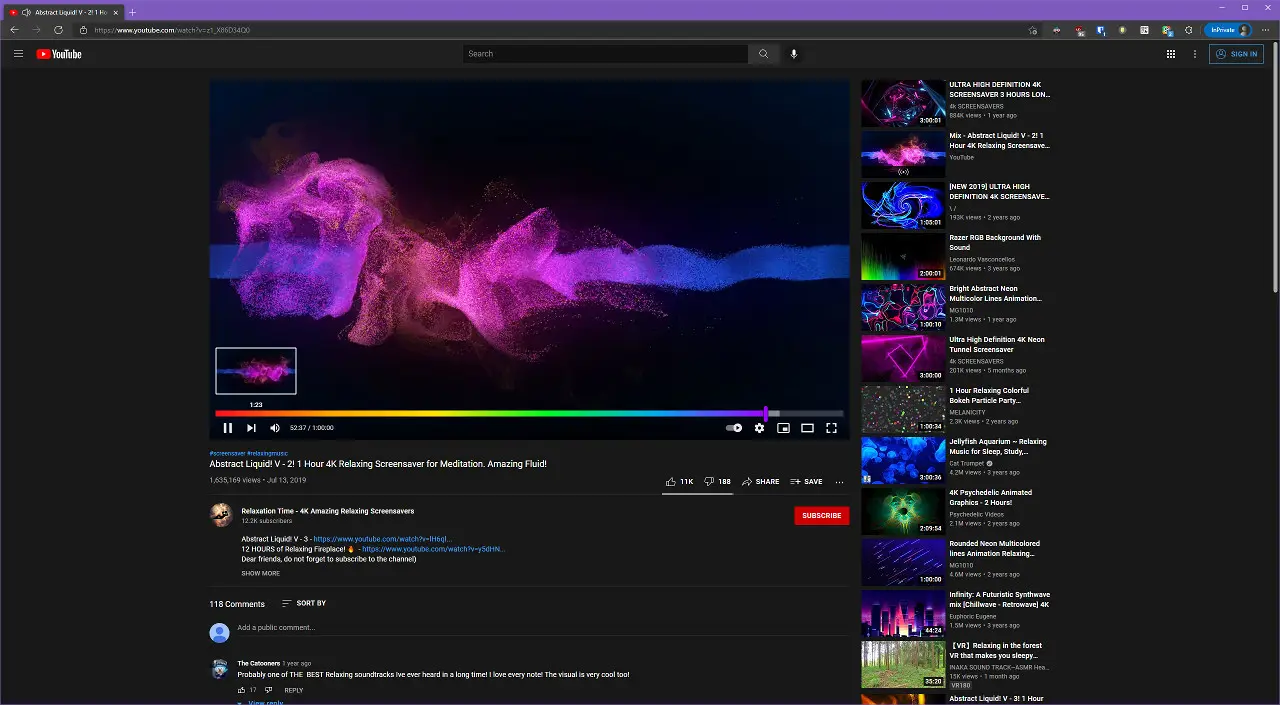 Abstract Liquid! V - 2! 1 Ho
https://www.youtube.com/watch?v=z1_Xf6D34Q0
InPrivate
YouTube
Search
SIGN IN
1:23
52:37 / 1:00:00
#screensaver #relaxingmusic
Abstract Liquid! V - 2! 1 Hour 4K Relaxing Screensaver for Meditation. Amazing Fluid!
1,635,169 views • Jul 13, 2019
11K
188
SHARE
SAVE
Relaxation Time - 4K Amazing Relaxing Screensavers
12.2K subscribers
SUBSCRIBE
Abstract Liquid! V - 3 - https://www.youtube.com/watch?v=lH6qI...
12 HOURS of Relaxing Fireplace! 🔥 - https://www.youtube.com/watch?v=y5dHN...
Dear friends, do not forget to subscribe to the channel)
SHOW MORE
118 Comments
SORT BY
Add a public comment...
The Catooners 1 year ago
Probably one of THE BEST Relaxing soundtracks Ive ever heard in a long time! I love every note! The visual is very cool too!
17
REPLY
View reply
ULTRA HIGH DEFINITION 4K
SCREENSAVER 3 HOURS LON...
4k SCREENSAVERS
884K views • 1 year ago
3:00:01
Mix - Abstract Liquid! V - 2! 1
Hour 4K Relaxing Screensave...
YouTube
[NEW 2019] ULTRA HIGH
DEFINITION 4K SCREENSAVE...
\ /
193K views • 2 years ago
1:05:01
Razer RGB Background With
Sound
Leonardo Vasconcellos
674K views • 3 years ago
2:00:01
Bright Abstract Neon
Multicolor Lines Animation...
MG1010
1.3M views • 1 year ago
1:00:10
Ultra High Definition 4K Neon
Tunnel Screensaver
4k SCREENSAVERS
201K views • 5 months ago
3:00:00
1 Hour Relaxing Colorful
Bokeh Particle Party...
MELANICITY
2.3K views • 2 years ago
1:00:34
Jellyfish Aquarium ~ Relaxing
Music for Sleep, Study,...
Cat Trumpet
4.2M views • 3 years ago
3:00:36
4K Psychedelic Animated
Graphics - 2 Hours!
Psychedelic Videos
2.1M views • 2 years ago
2:09:54
Rounded Neon Multicolored
lines Animation Relaxing...
MG1010
4.6M views • 2 years ago
1:00:00
Infinity: A Futuristic Synthwave
mix [Chillwave - Retrowave] 4K
Euphoric Eugene
1.5M views • 3 years ago
44:24
【VR】Relaxing in the forest
VR that makes you sleepy...
INAKA SOUND TRACK~ASMR Hea...
15K views • 1 month ago
VR180
35:20
Abstract Liquid! V - 3! 1 Hour